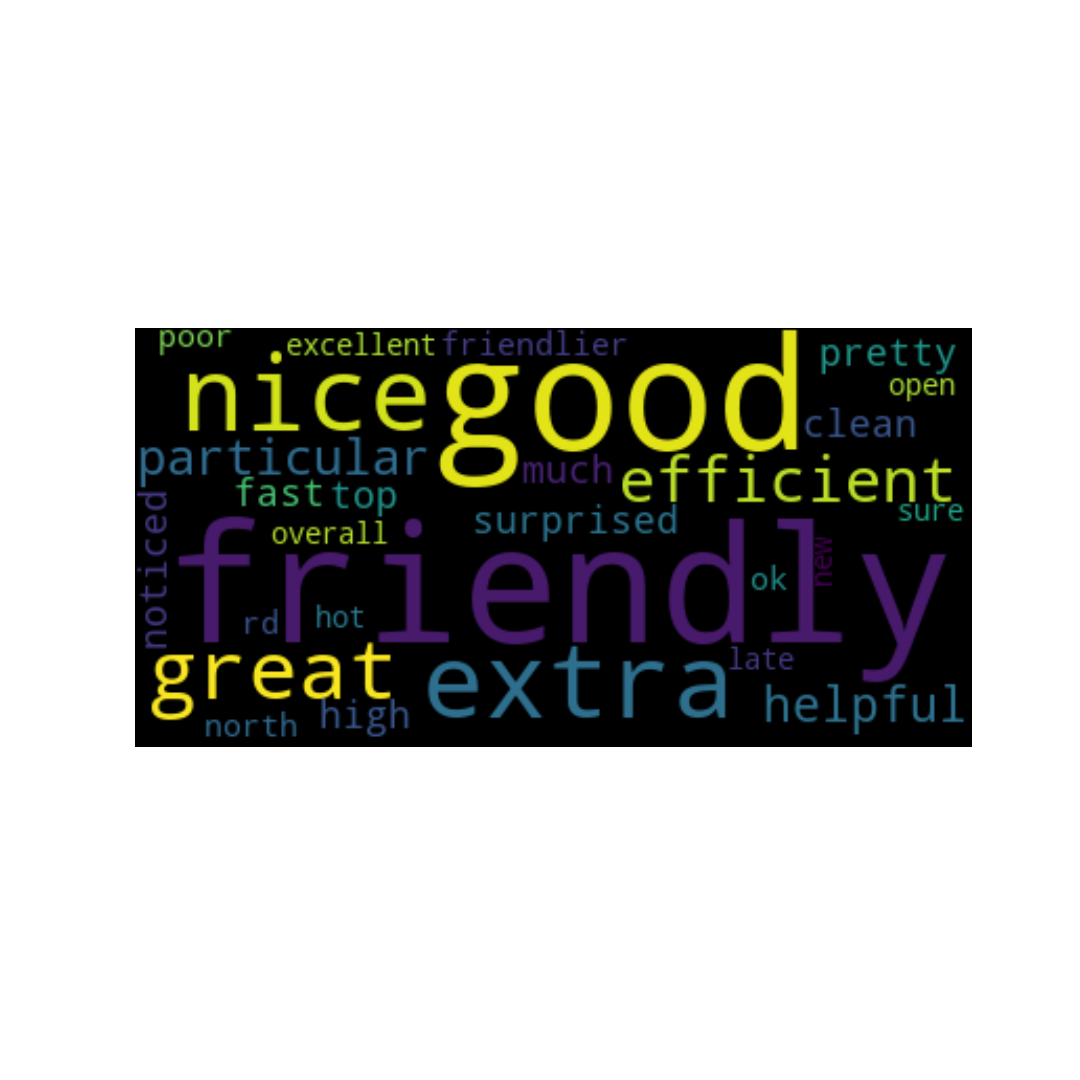 poor excellent friendlier pretty
nice good open
clean
particular much efficient
fast top sure
noticed overall surprised
friendly ok new
rd hot
great extra late
north high helpful